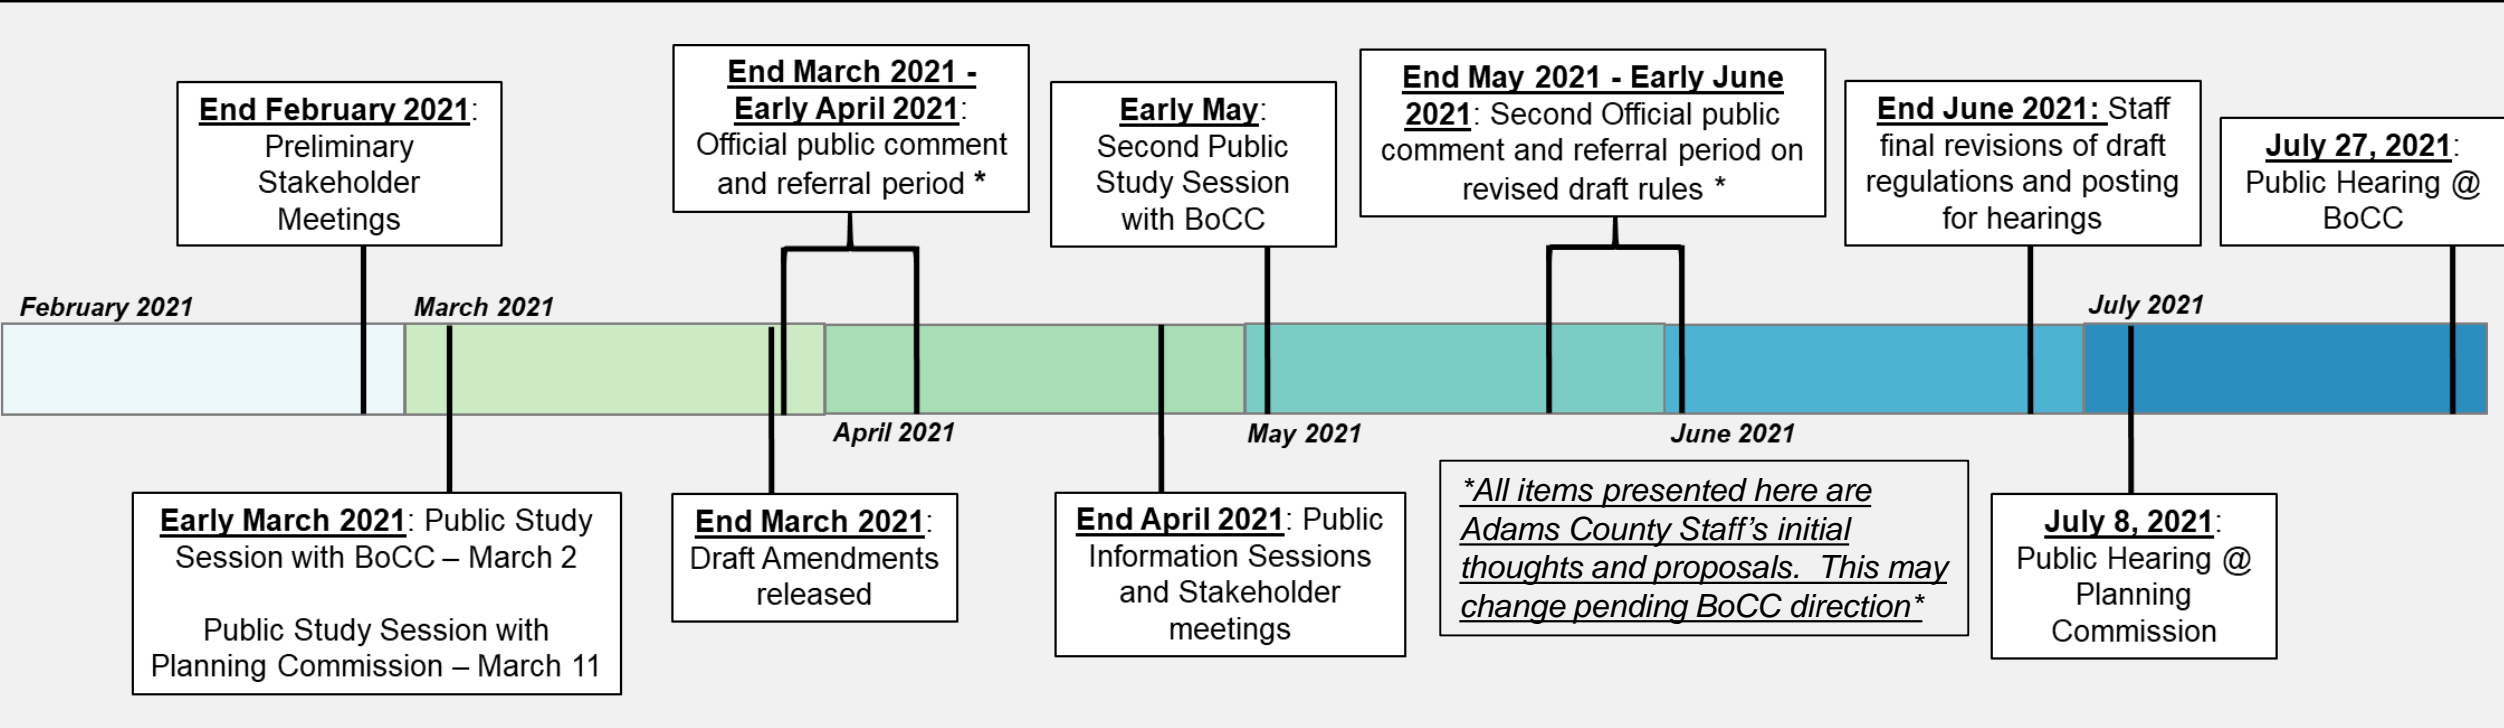 End February 2021:
Preliminary
Stakeholder
Meetings
End March 2021 -
Early April 2021:
Official public comment
and referral period *
Early May:
Second Public
Study Session
with BoCC
End May 2021 - Early June
2021: Second Official public
comment and referral period on
revised draft rules *
End June 2021: Staff
final revisions of draft
regulations and posting
for hearings
July 27, 2021:
Public Hearing @
BoCC
February 2021
March 2021
July 2021
April 2021
May 2021
June 2021
Early March 2021: Public Study
Session with BoCC – March 2
Public Study Session with
Planning Commission – March 11
End March 2021:
Draft Amendments
released
End April 2021: Public
Information Sessions
and Stakeholder
meetings
*All items presented here are
Adams County Staff’s initial
thoughts and proposals.  This may
change pending BoCC direction*
July 8, 2021:
Public Hearing @
Planning
Commission